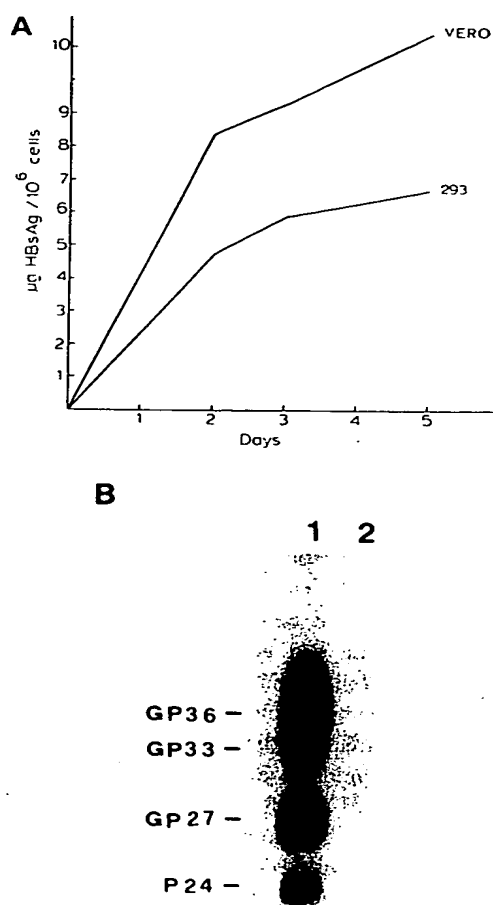 A
µg HBsAg / 10⁶ cells
10
9
8
7
6
5
4
3
2
1
VERO
293
1 2 3 4 5
Days
B
1 2
GP36 –
GP33 –
GP27 –
P24 –